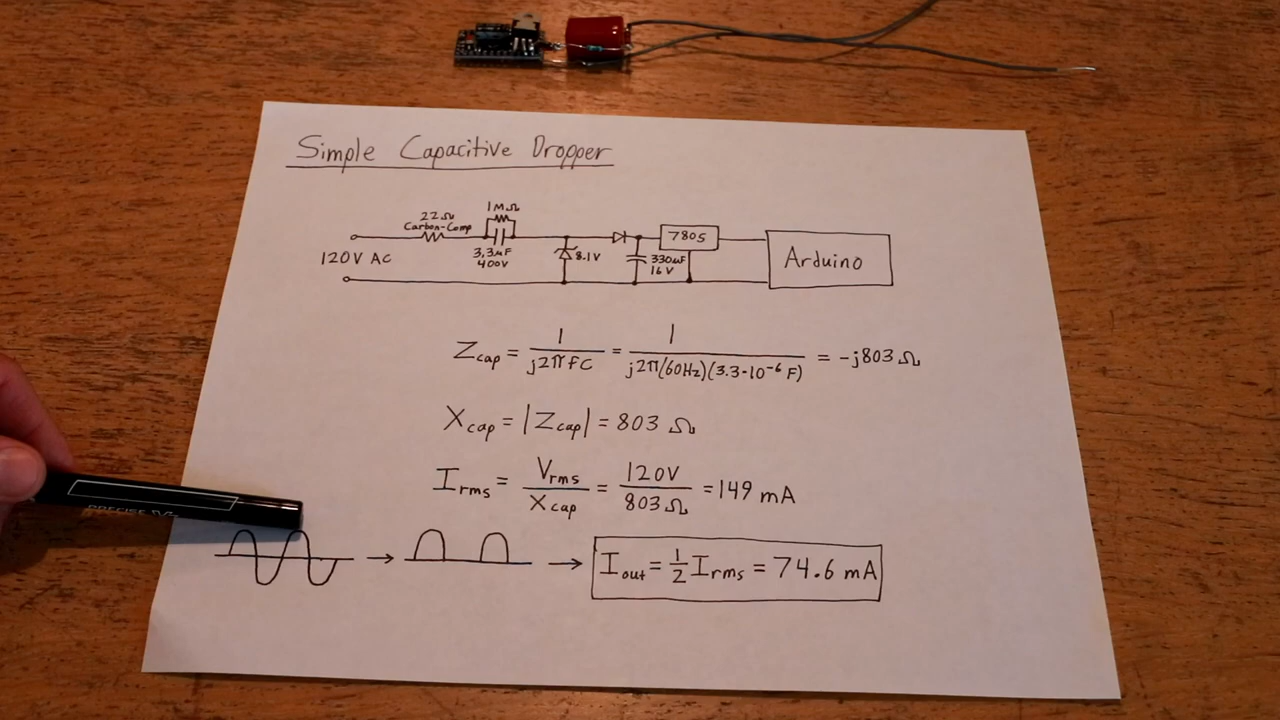 Simple Capacitive Dropper
1MΩ
22Ω
Carbon-Comp
7805
120V AC
3.3µF
400V
8.1V
330µF
16V
Arduino
Zcap = 1/(j2πfC) = 1/(j2π(60Hz)(3.3·10⁻⁶ F)) = -j803 Ω
Xcap = |Zcap| = 803 Ω
Irms = Vrms/Xcap = 120V/803Ω = 149 mA
→ → Iout = ½ Irms = 74.6 mA